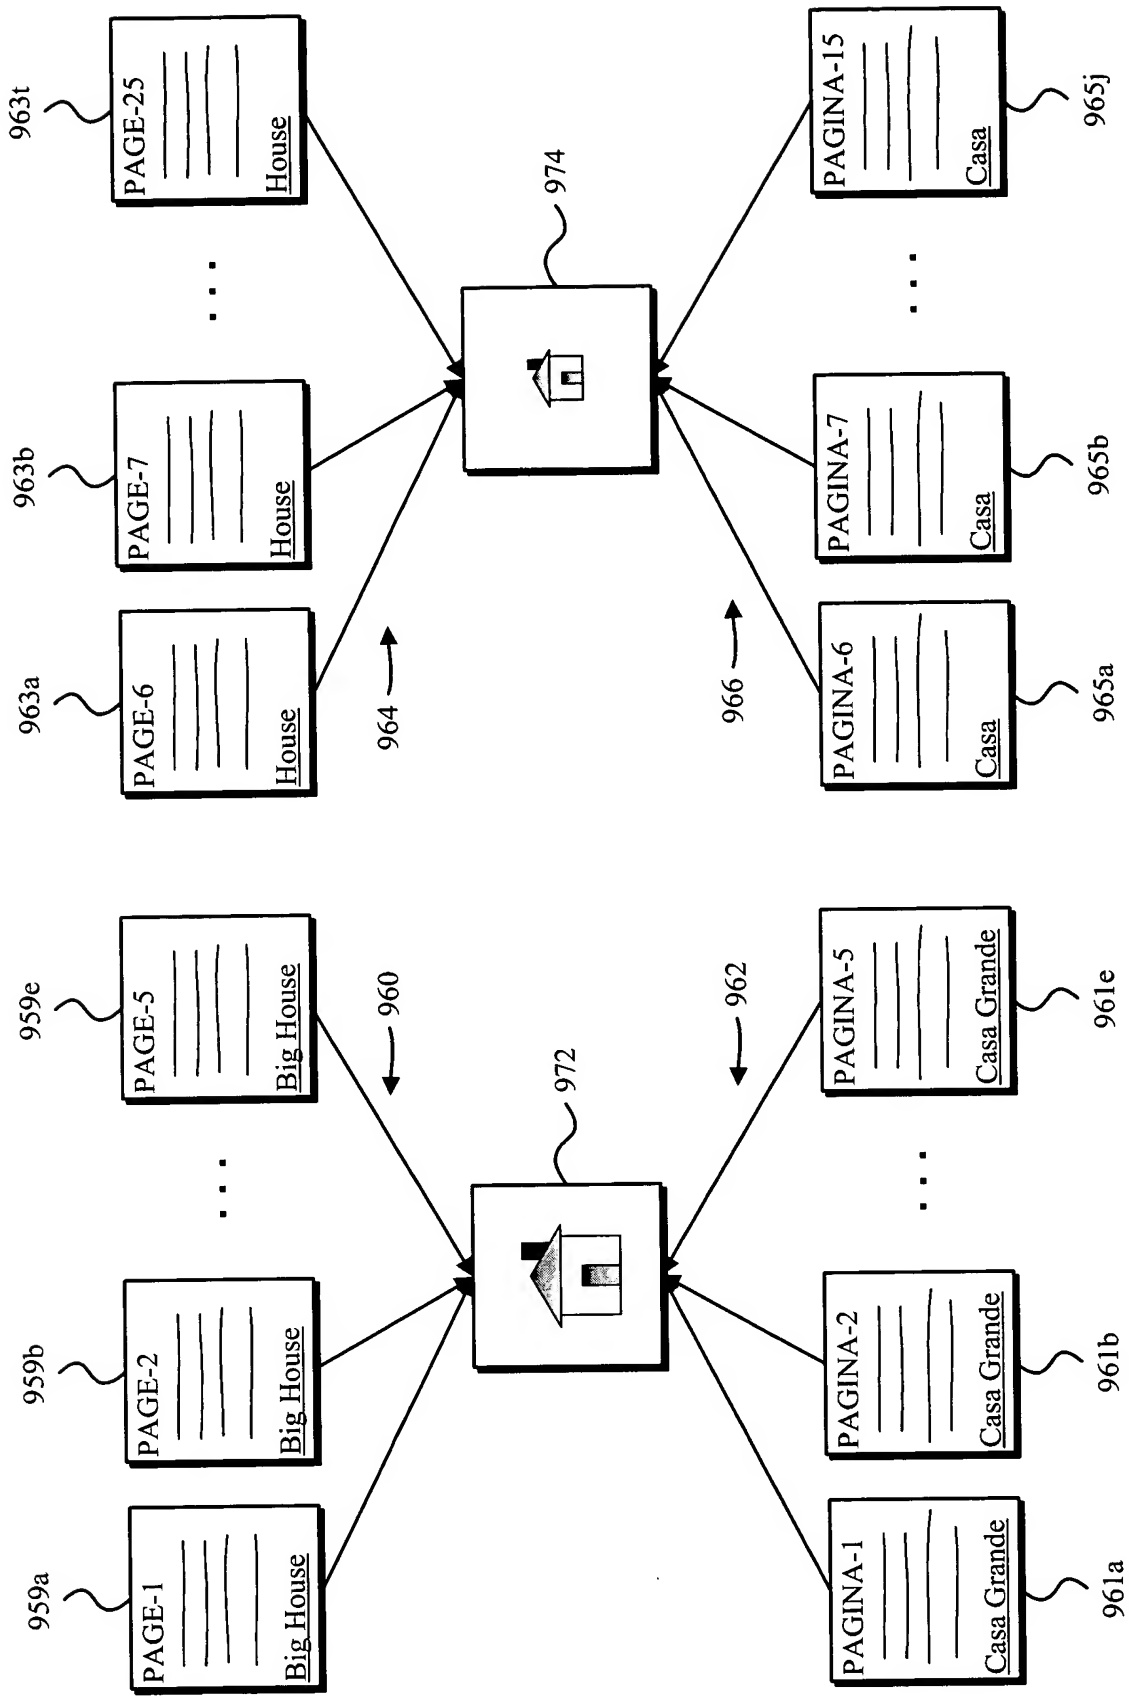 959a
959b
959e
963a
963b
963t
PAGE-1
Big House
PAGE-2
Big House
...
PAGE-5
Big House
PAGE-6
House
PAGE-7
House
...
PAGE-25
House
960
964
972
974
962
966
PAGINA-1
Casa Grande
PAGINA-2
Casa Grande
...
PAGINA-5
Casa Grande
PAGINA-6
Casa
PAGINA-7
Casa
...
PAGINA-15
Casa
961a
961b
961e
965a
965b
965j